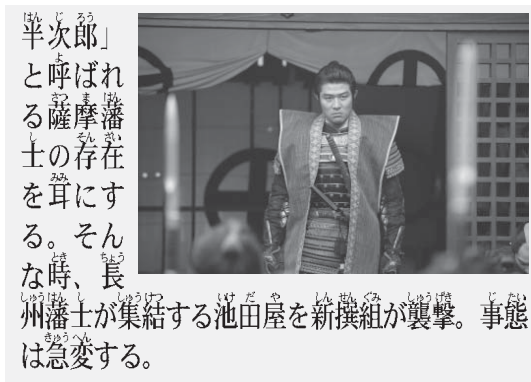 半次郎」
と呼ばれ
る薩摩藩
士の存在
を耳にす
る。そん
な時、長
州藩士が集結する池田屋を新撰組が襲撃。事態
は急変する。